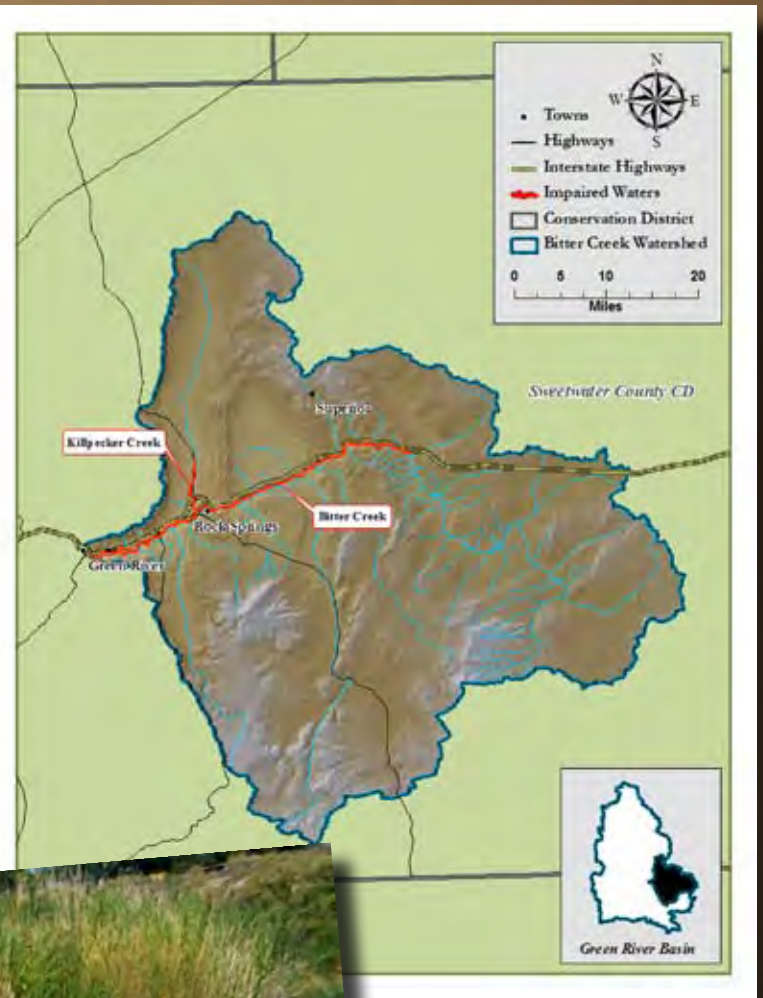 N
W E
S
Towns
Highways
Interstate Highways
Impaired Waters
Conservation District
Bitter Creek Watershed
0 5 10 20
Miles
Sweetwater County CD
Superior
Killpecker Creek
Bitter Creek
Rock Springs
Green River
Green River Basin